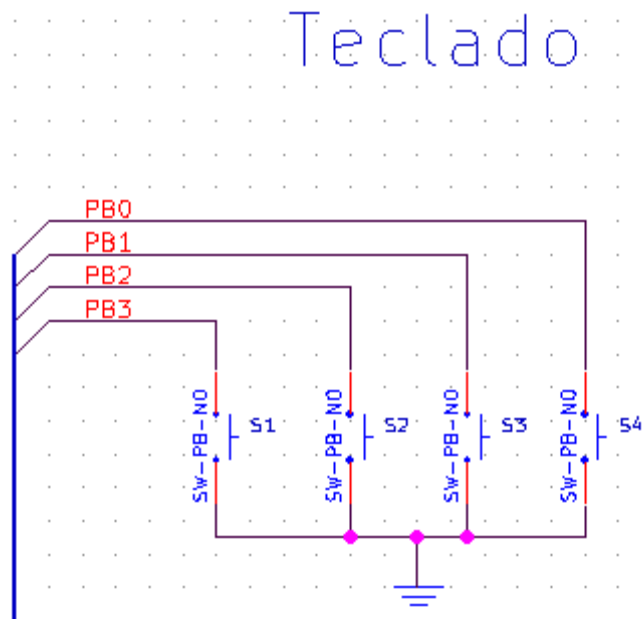 Teclado
PB0
PB1
PB2
PB3
SW-PB-NO
S1
SW-PB-NO
S2
SW-PB-NO
S3
SW-PB-NO
S4